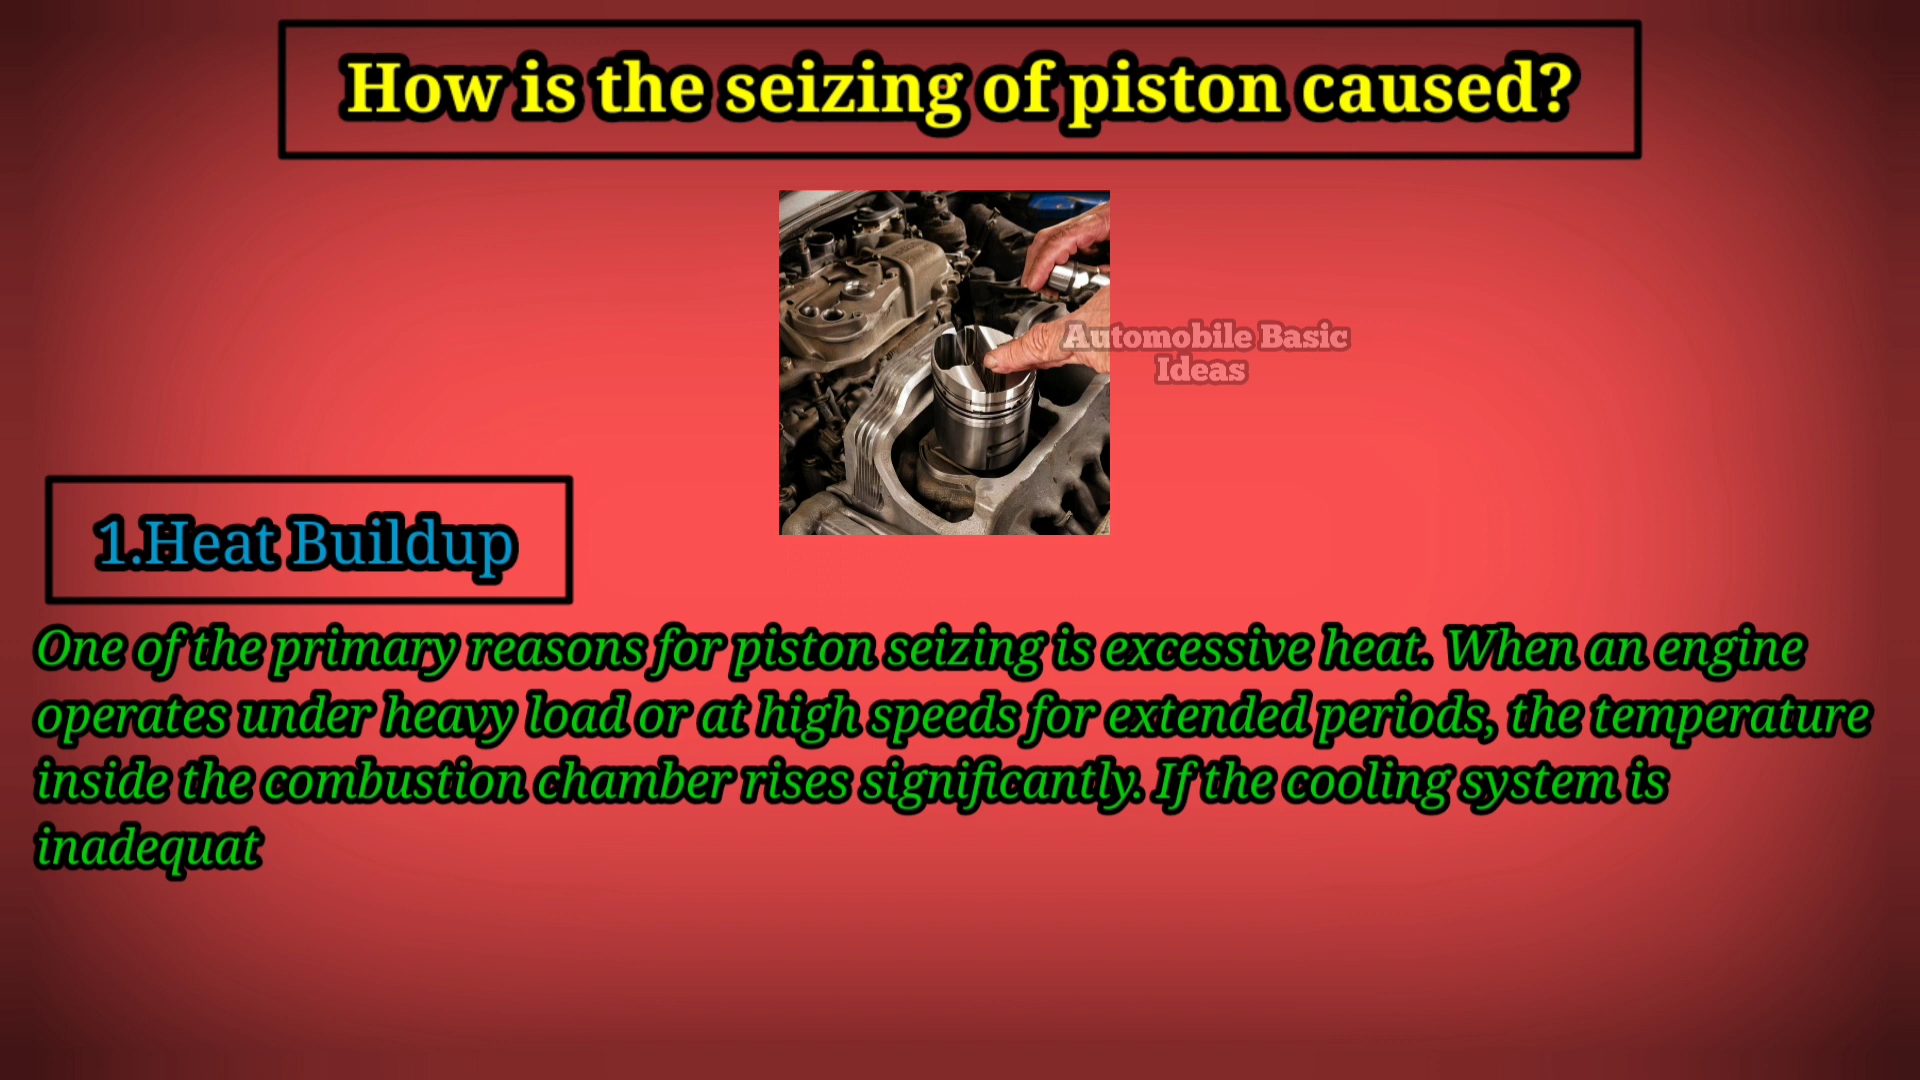 How is the seizing of piston caused?
Automobile Basic
Ideas
1.Heat Buildup
One of the primary reasons for piston seizing is excessive heat. When an engine
operates under heavy load or at high speeds for extended periods, the temperature
inside the combustion chamber rises significantly. If the cooling system is
inadequat